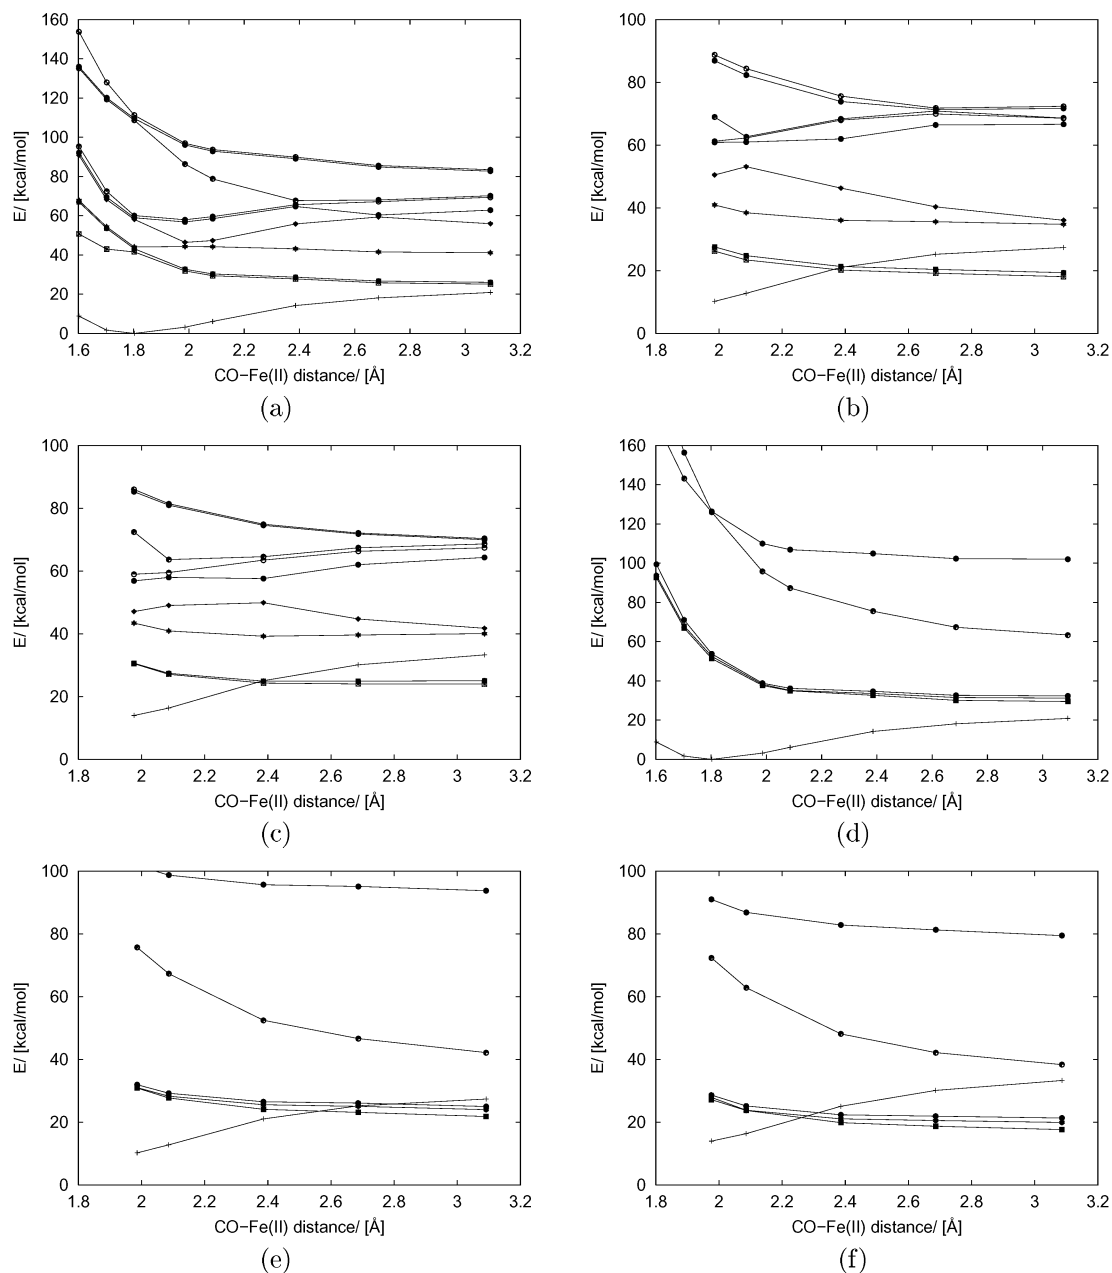 160
140
120
100
80
60
40
20
0
1.6 1.8 2 2.2 2.4 2.6 2.8 3 3.2
E/ [kcal/mol]
CO−Fe(II) distance/ [Å]
(a)
100
80
60
40
20
0
1.8 2 2.2 2.4 2.6 2.8 3 3.2
E/ [kcal/mol]
CO−Fe(II) distance/ [Å]
(b)
100
80
60
40
20
0
1.8 2 2.2 2.4 2.6 2.8 3 3.2
E/ [kcal/mol]
CO−Fe(II) distance/ [Å]
(c)
160
140
120
100
80
60
40
20
0
1.6 1.8 2 2.2 2.4 2.6 2.8 3 3.2
E/ [kcal/mol]
CO−Fe(II) distance/ [Å]
(d)
100
80
60
40
20
0
1.8 2 2.2 2.4 2.6 2.8 3 3.2
E/ [kcal/mol]
CO−Fe(II) distance/ [Å]
(e)
100
80
60
40
20
0
1.8 2 2.2 2.4 2.6 2.8 3 3.2
E/ [kcal/mol]
CO−Fe(II) distance/ [Å]
(f)